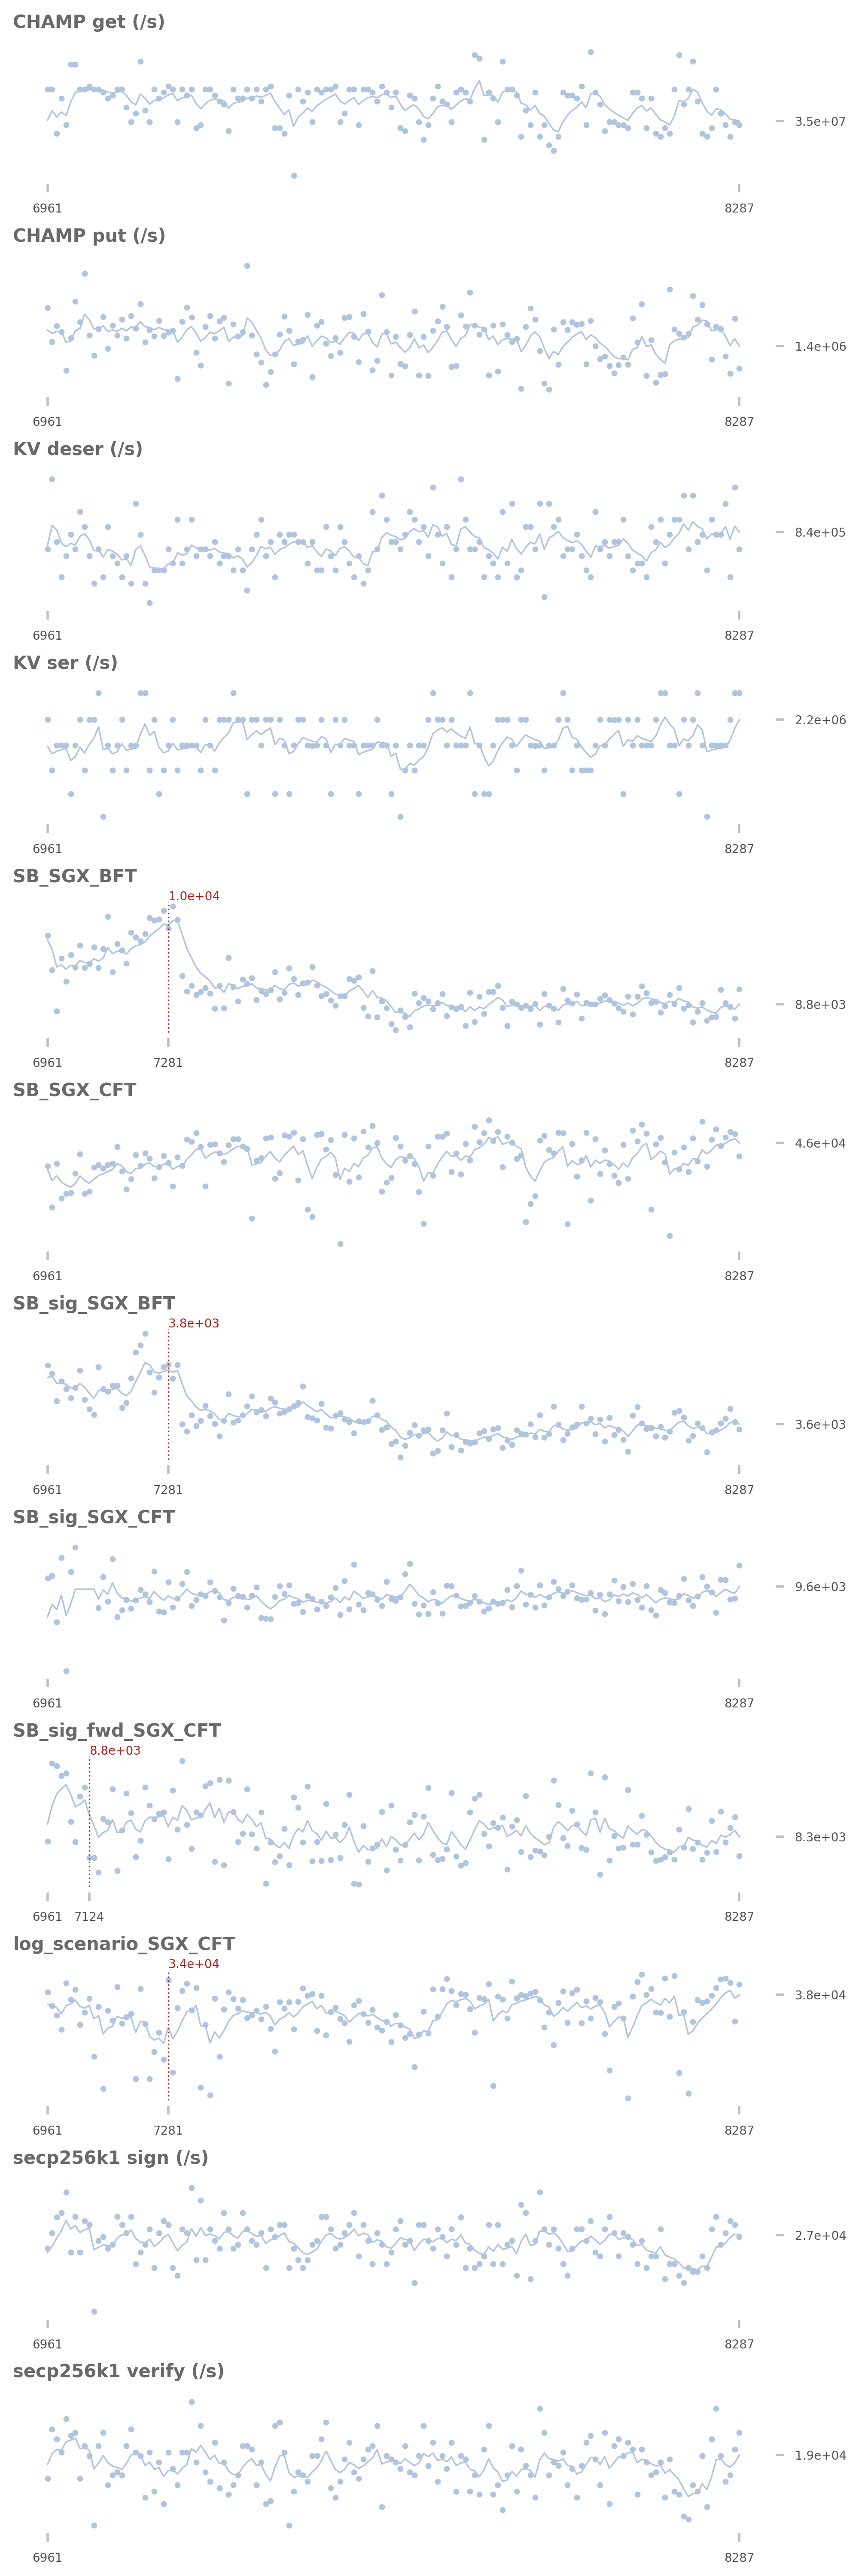 CHAMP get (/s)
3.5e+07
6961 8287
CHAMP put (/s)
1.4e+06
6961 8287
KV deser (/s)
8.4e+05
6961 8287
KV ser (/s)
2.2e+06
6961 8287
SB_SGX_BFT
1.0e+04
8.8e+03
6961 7281 8287
SB_SGX_CFT
4.6e+04
6961 8287
SB_sig_SGX_BFT
3.8e+03
3.6e+03
6961 7281 8287
SB_sig_SGX_CFT
9.6e+03
6961 8287
SB_sig_fwd_SGX_CFT
8.8e+03
8.3e+03
6961 7124 8287
log_scenario_SGX_CFT
3.4e+04
3.8e+04
6961 7281 8287
secp256k1 sign (/s)
2.7e+04
6961 8287
secp256k1 verify (/s)
1.9e+04
6961 8287